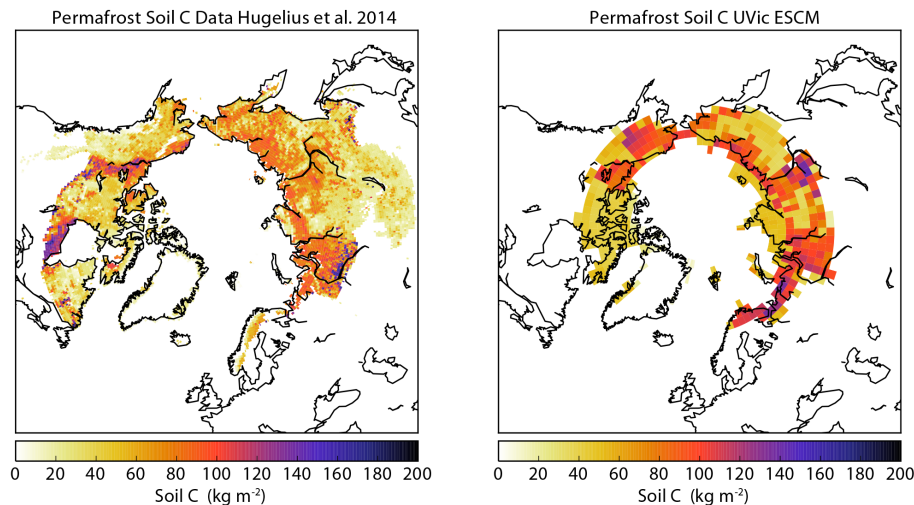 Permafrost Soil C Data Hugelius et al. 2014
Permafrost Soil C UVic ESCM
0 20 40 60 80 100 120 140 160 180 200
Soil C (kg m-2)
0 20 40 60 80 100 120 140 160 180 200
Soil C (kg m-2)